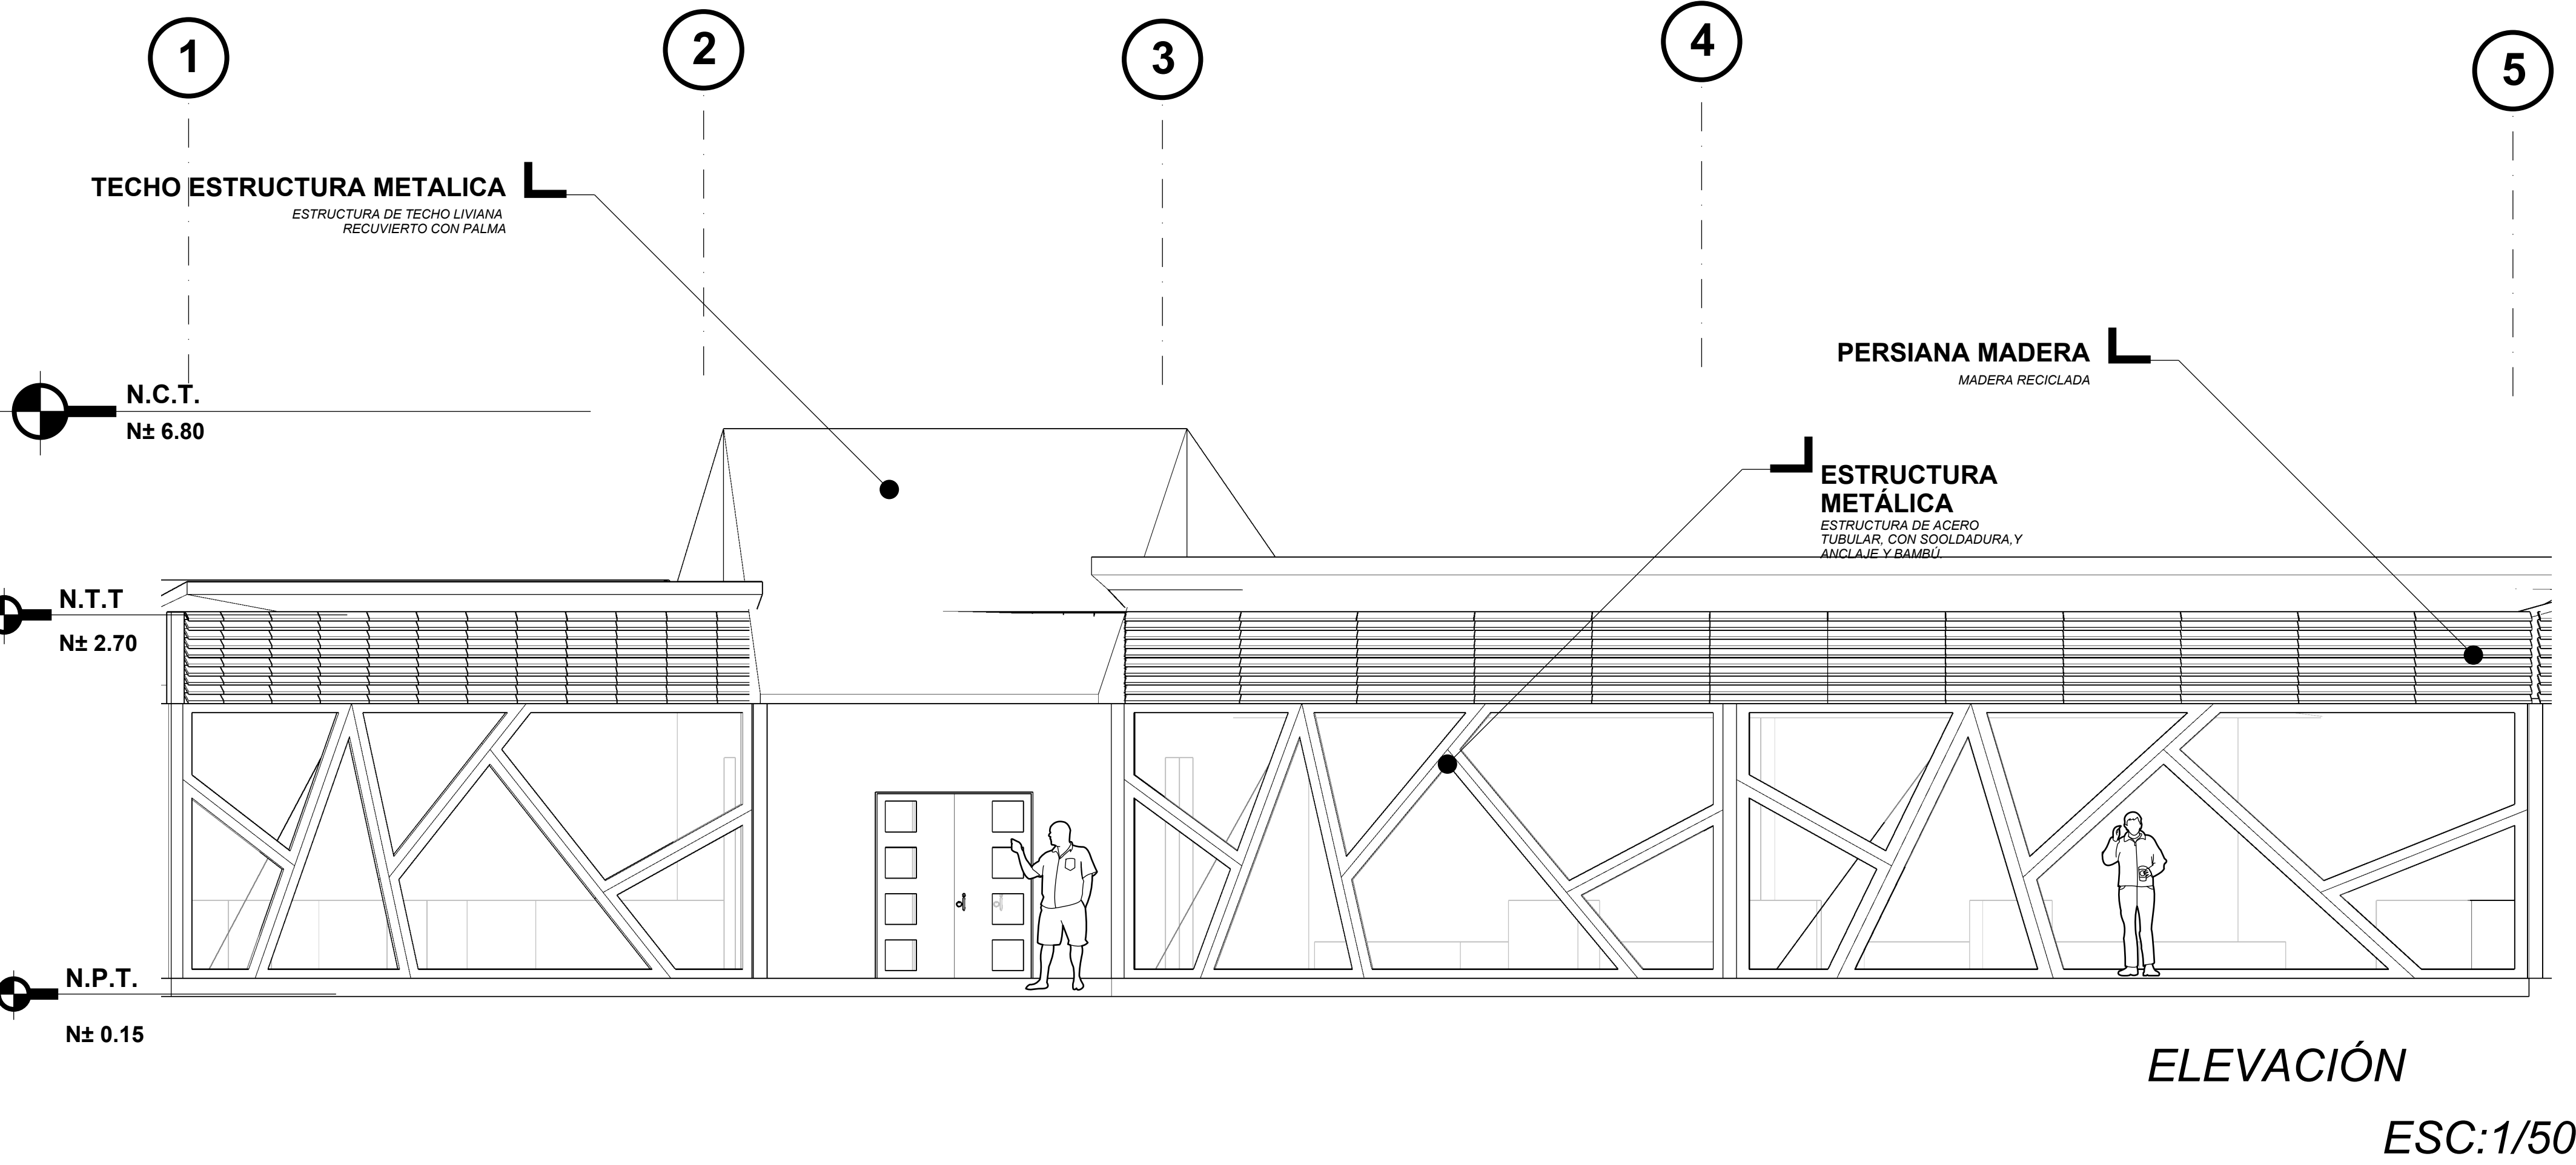 1
2
3
4
5
TECHO ESTRUCTURA METALICA
ESTRUCTURA DE TECHO LIVIANA
RECUVIERTO CON PALMA
PERSIANA MADERA
MADERA RECICLADA
N.C.T.
N± 6.80
ESTRUCTURA
METÁLICA
ESTRUCTURA DE ACERO
TUBULAR, CON SOOLDADURA,Y
ANCLAJE Y BAMBÚ.
N.T.T
N± 2.70
N.P.T.
N± 0.15
ELEVACIÓN
ESC:1/50